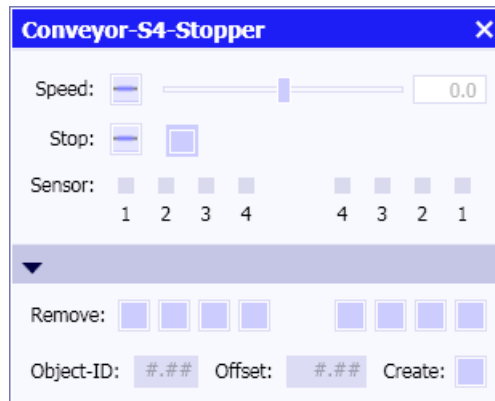 Conveyor-S4-Stopper
Speed: 0.0
Stop:
Sensor:
1 2 3 4 4 3 2 1
Remove:
Object-ID: #.## Offset: #.## Create: